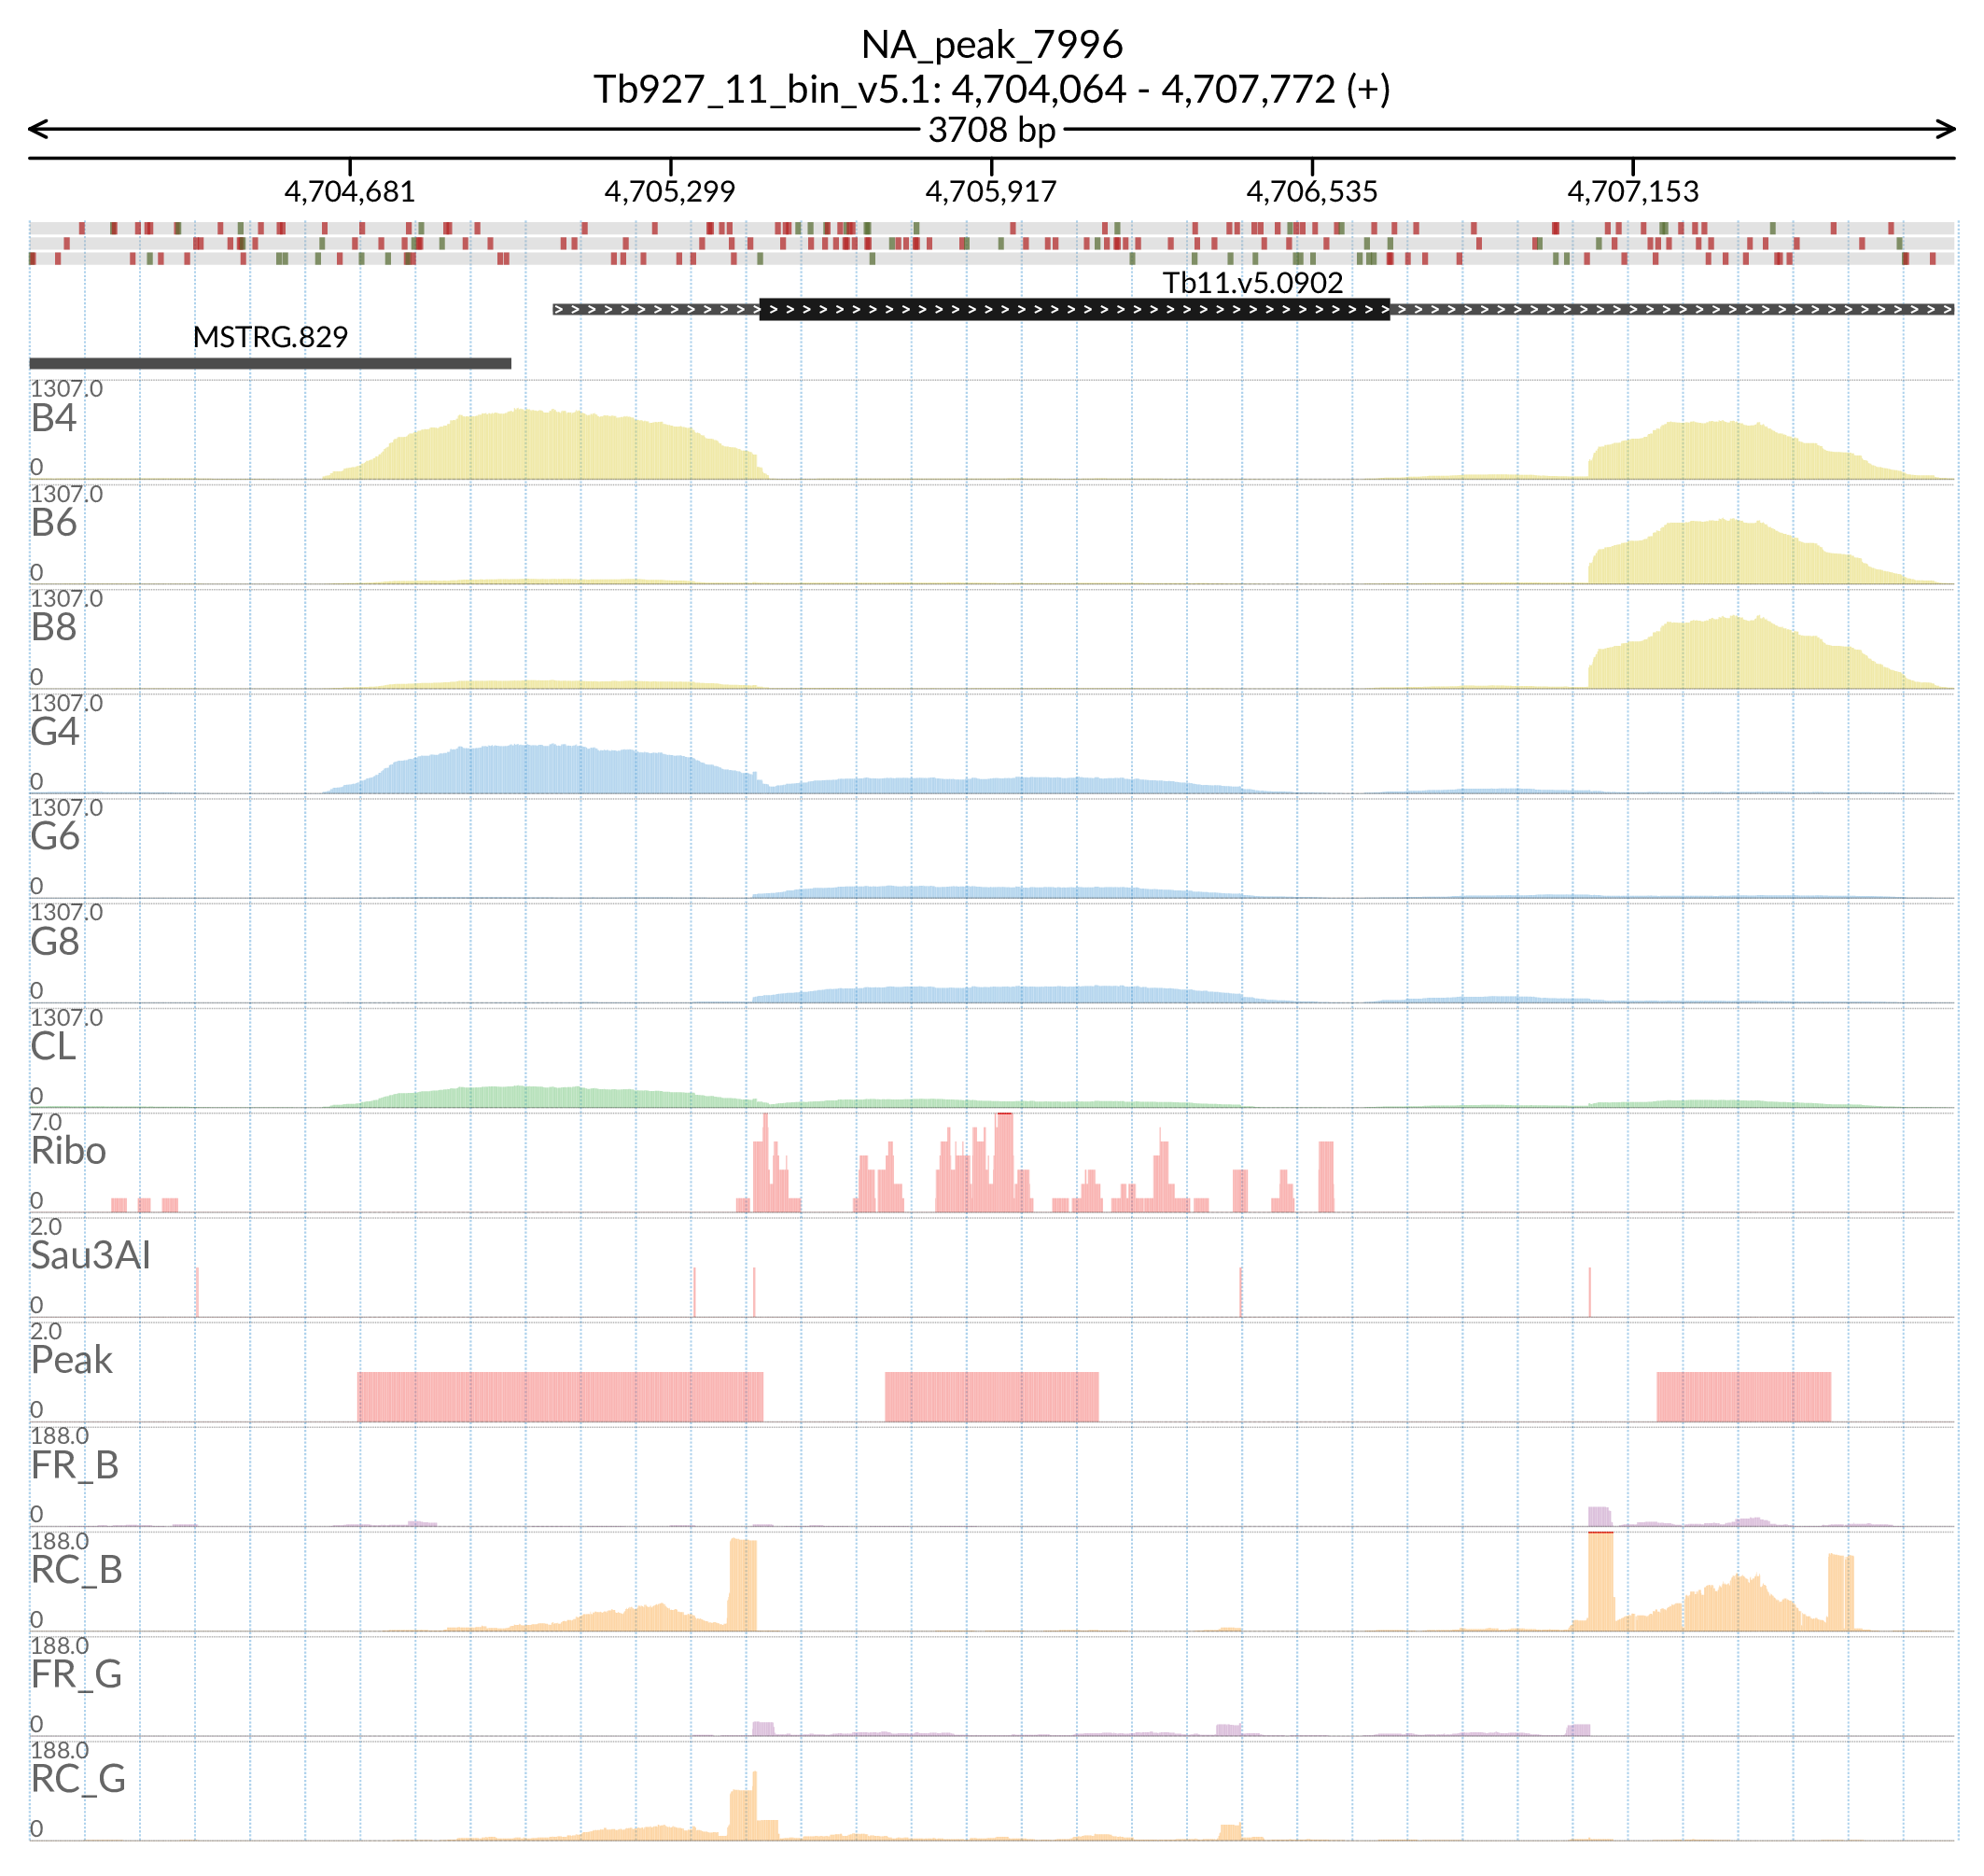 NA_peak_7996
Tb927_11_bin_v5.1: 4,704,064 - 4,707,772 (+)
3708 bp
4,704,681 4,705,299 4,705,917 4,706,535 4,707,153
Tb11.v5.0902
MSTRG.829
1307.0
B4
0
1307.0
B6
0
1307.0
B8
0
1307.0
G4
0
1307.0
G6
0
1307.0
G8
0
1307.0
CL
0
7.0
Ribo
0
2.0
Sau3AI
0
2.0
Peak
0
188.0
FR_B
0
188.0
RC_B
0
188.0
FR_G
0
188.0
RC_G
0